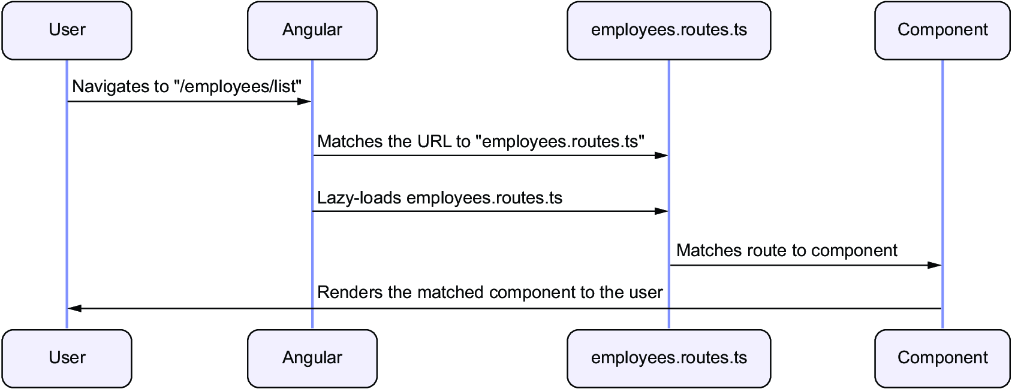 User
Angular
employees.routes.ts
Component
Navigates to "/employees/list"
Matches the URL to "employees.routes.ts"
Lazy-loads employees.routes.ts
Matches route to component
Renders the matched component to the user
User
Angular
employees.routes.ts
Component